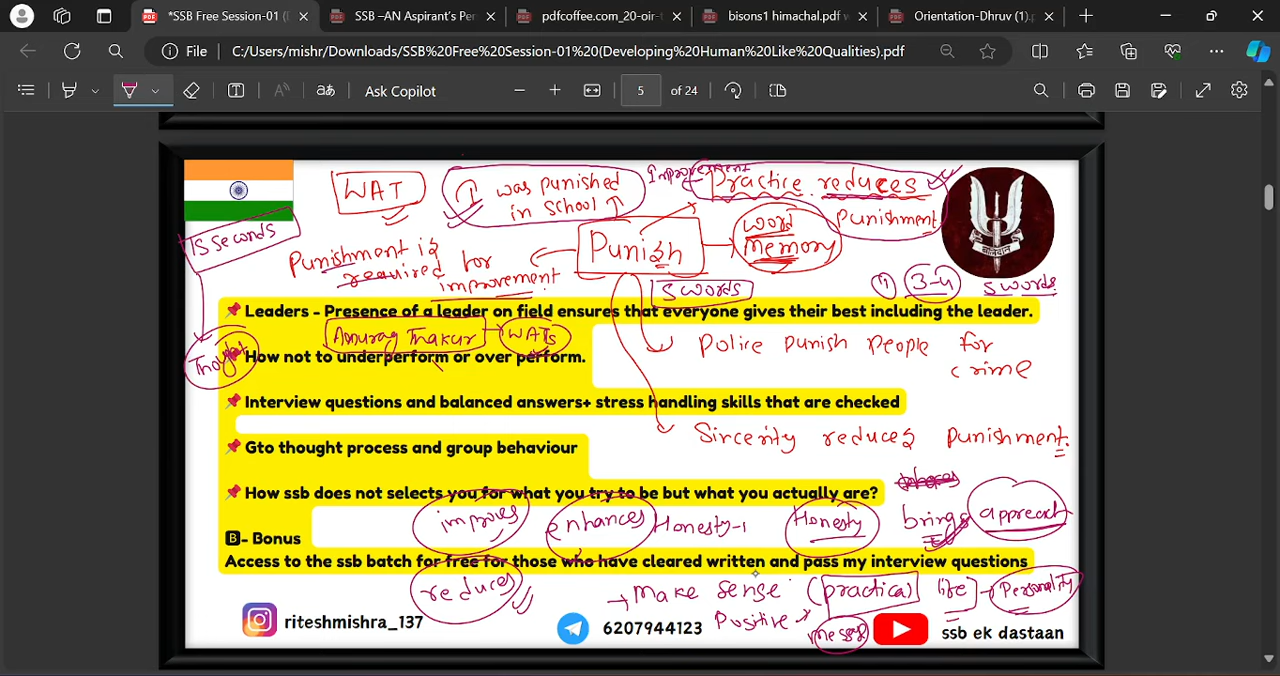 *SSB Free Session-01 (
SSB –AN Aspirant's Pe
pdfcoffee.com_20-oir-
bisons1 himachal.pdf
Orientation-Dhruv (1).
File
C:/Users/mishr/Downloads/SSB%20Free%20Session-01%20(Developing%20Human%20Like%20Qualities).pdf
Ask Copilot
5 of 24
WAT
I was punished in school
Improvement
Practice reduces
Punishment
15 Seconds
Punishment is required for improvement
Punish
word memory
5 words
① 3-4 5 words
📌 Leaders - Presence of a leader on field ensures that everyone gives their best including the leader.
Anurag Thakur
WATs
Thought
📌 How not to underperform or over perform.
Police punish people for crime
📌 Interview questions and balanced answers+ stress handling skills that are checked
Sincerity reduces punishment.
📌 Gto thought process and group behaviour
📌 How ssb does not selects you for what you try to be but what you actually are?
improves
enhances
Honesty-1
Honesty
brings
appreach
B- Bonus
Access to the ssb batch for free for those who have cleared written and pass my interview questions
reduces
Make sense (practical life)
Personality
Positive
riteshmishra_137
6207944123
ssb ek dastaan
बलिदान